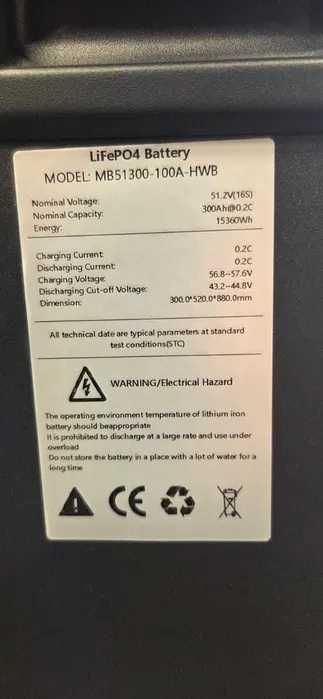 LiFePO4 Battery
MODEL: MB51300-100A-HWB
Nominal Voltage: 51.2V(16S)
Nominal Capacity: 300Ah@0.2C
Energy: 15360Wh
Charging Current: 0.2C
Discharging Current: 0.2C
Charging Voltage: 56.8~57.6V
Discharging Cut-off Voltage: 43.2~44.8V
Dimension: 300.0*520.0*880.0mm
All technical date are typical parameters at standard
test conditions(STC)
WARNING/Electrical Hazard
The operating environment temperature of lithium iron
battery should beappropriate
It is prohibited to discharge at a large rate and use under
overload
Do not store the battery in a place with a lot of water for a
long time
CE